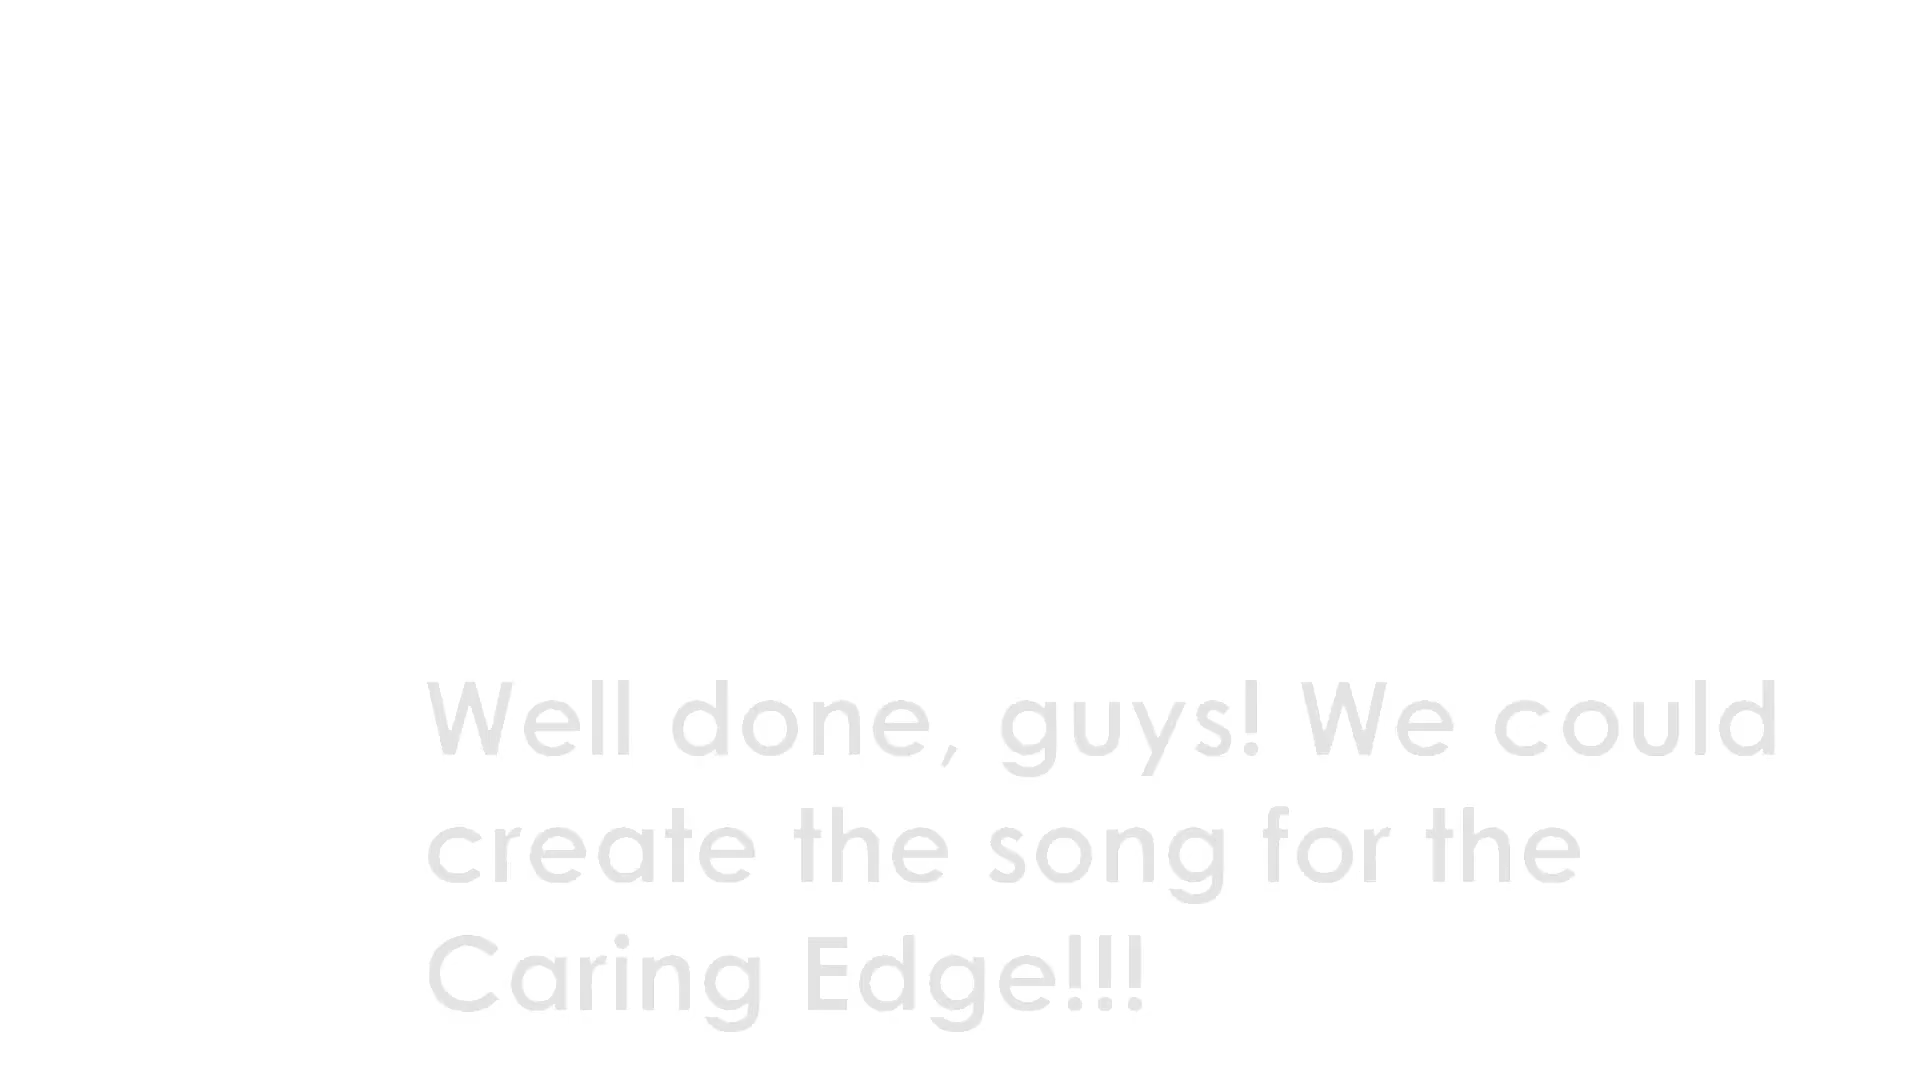 Well done, guys! We could
create the song for the
Caring Edge!!!